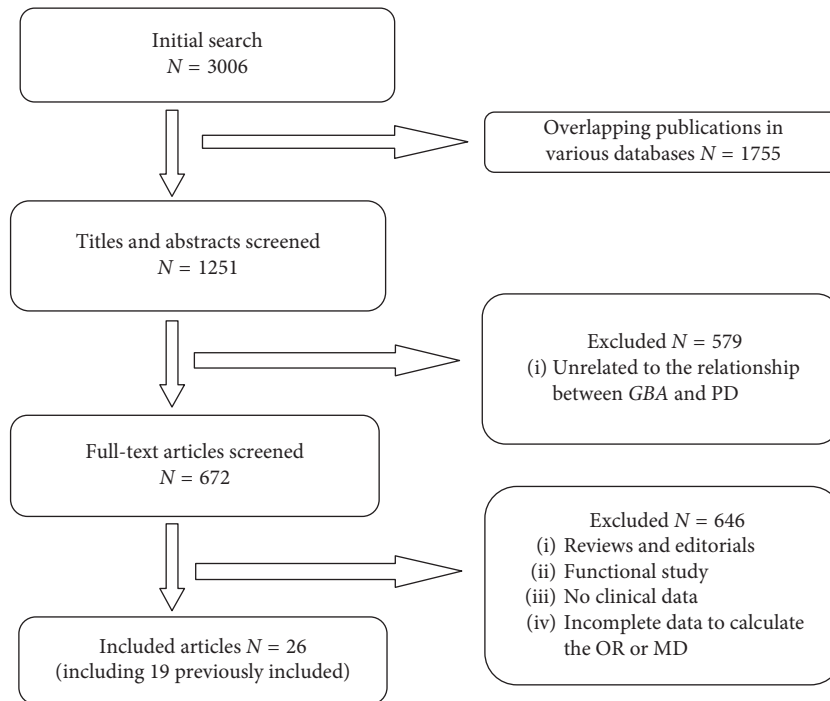 Initial search
N = 3006
Overlapping publications in
various databases N = 1755
Titles and abstracts screened
N = 1251
Excluded N = 579
(i) Unrelated to the relationship
between GBA and PD
Full-text articles screened
N = 672
Excluded N = 646
(i) Reviews and editorials
(ii) Functional study
(iii) No clinical data
(iv) Incomplete data to calculate
the OR or MD
Included articles N = 26
(including 19 previously included)